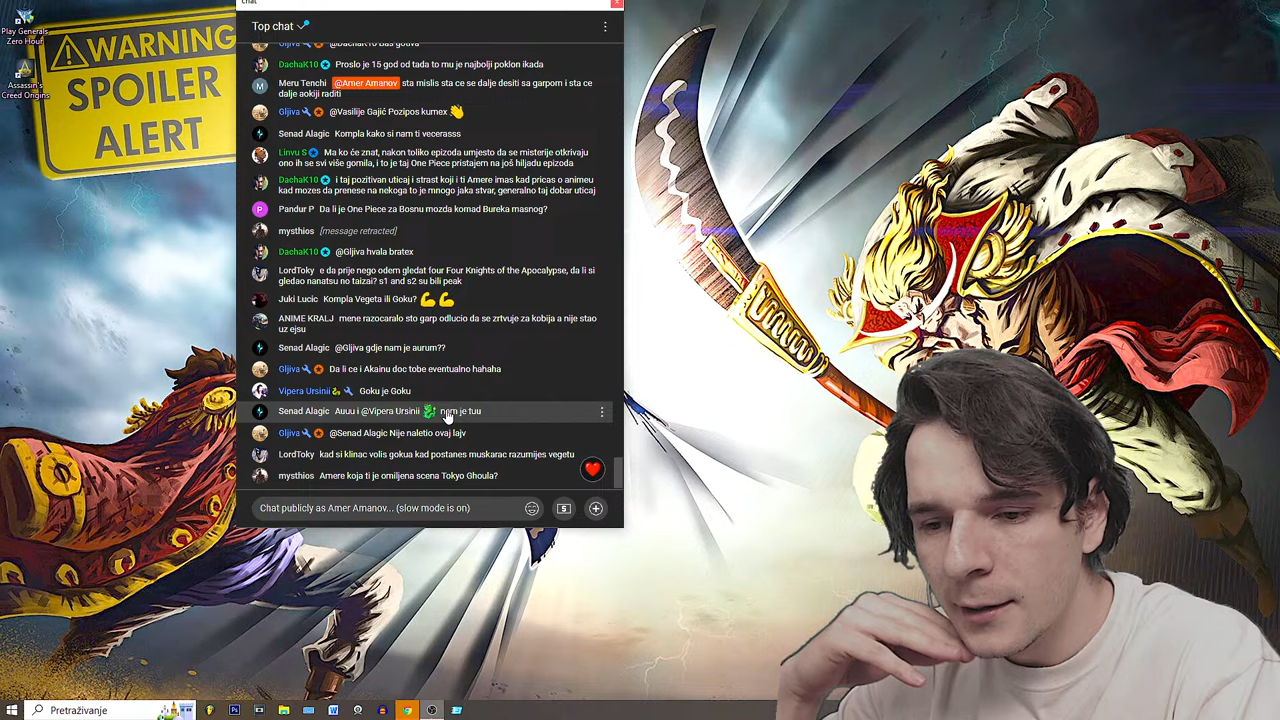 chat
Play Generals
Zero Hour
Assassin's
Creed Origins
WARNING
SPOILER
ALERT
Top chat
Gljiva @DachaK10 Bas gotiva
DachaK10 Proslo je 15 god od tada to mu je najbolji poklon ikada
Meru Tenchi @Amer Amanov sta mislis sta ce se dalje desiti sa garpom i sta ce
dalje aokiji raditi
Gljiva @Vasilije Gajić Pozipos kumex 👋
Senad Alagic Kompla kako si nam ti vecerasss
Linvu S Ma ko će znat, nakon toliko epizoda umjesto da se misterije otkrivaju
ono ih se svi više gomila, i to je taj One Piece pristajem na još hiljadu epizoda
DachaK10 i taj pozitivan uticaj i strast koji i ti Amere imas kad pricas o animeu
kad mozes da prenese na nekoga to je mnogo jaka stvar, generalno taj dobar uticaj
P Pandur P Da li je One Piece za Bosnu mozda komad Bureka masnog?
mysthios [message retracted]
DachaK10 @Gljiva hvala bratex
LordToky e da prije nego odem gledat four Four Knights of the Apocalypse, da li si
gledao nanatsu no taizai? s1 and s2 su bili peak
Juki Lucic Kompla Vegeta ili Goku? 💪💪
ANIME KRALJ mene razocaralo sto garp odlucio da se zrtvuje za kobija a nije stao
uz ejsu
Senad Alagic @Gljiva gdje nam je aurum??
Gljiva Da li ce i Akainu doc tobe eventualno hahaha
Vipera Ursinii🐍 Goku je Goku
Senad Alagic Auuu i @Vipera Ursinii 🐉 nam je tuu
Gljiva @Senad Alagic Nije naletio ovaj lajv
LordToky kad si klinac volis gokua kad postanes muskarac razumijes vegetu
mysthios Amere koja ti je omiljena scena Tokyo Ghoula?
Chat publicly as Amer Amanov... (slow mode is on)
Pretraživanje